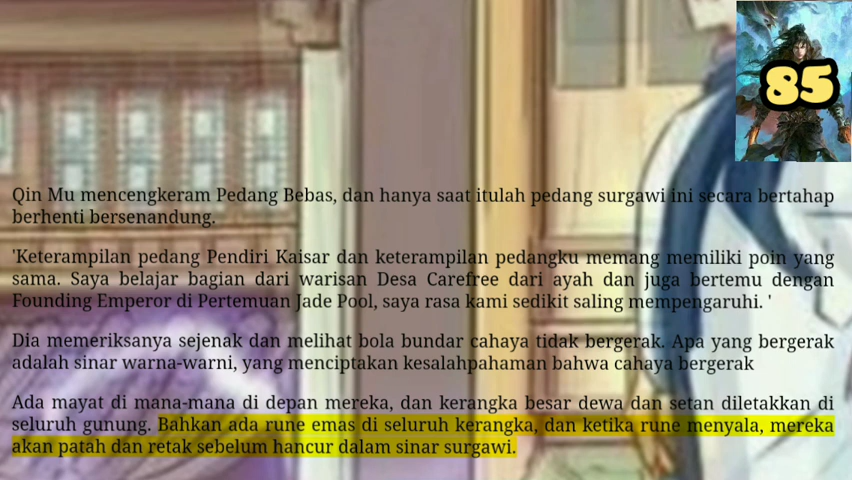 85
Qin Mu mencengkeram Pedang Bebas, dan hanya saat itulah pedang surgawi ini secara bertahap
berhenti bersenandung.
'Keterampilan pedang Pendiri Kaisar dan keterampilan pedangku memang memiliki poin yang
sama. Saya belajar bagian dari warisan Desa Carefree dari ayah dan juga bertemu dengan
Founding Emperor di Pertemuan Jade Pool, saya rasa kami sedikit saling mempengaruhi. '
Dia memeriksanya sejenak dan melihat bola bundar cahaya tidak bergerak. Apa yang bergerak
adalah sinar warna-warni, yang menciptakan kesalahpahaman bahwa cahaya bergerak
Ada mayat di mana-mana di depan mereka, dan kerangka besar dewa dan setan diletakkan di
seluruh gunung. Bahkan ada rune emas di seluruh kerangka, dan ketika rune menyala, mereka
akan patah dan retak sebelum hancur dalam sinar surgawi.